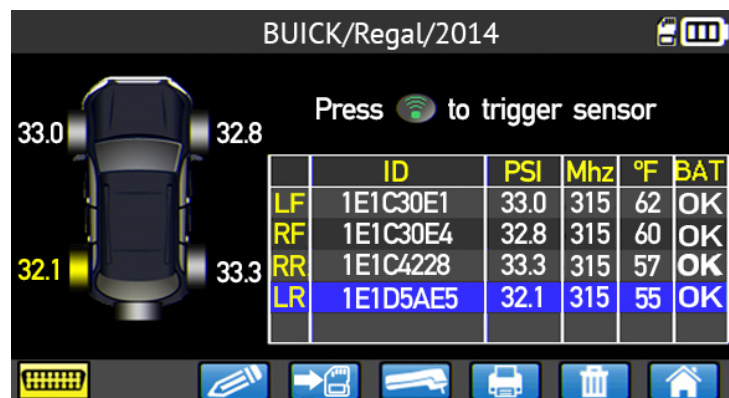 BUICK/Regal/2014
Press to trigger sensor
33.0 32.8
32.1 33.3
ID PSI Mhz ºF BAT
LF 1E1C30E1 33.0 315 62 OK
RF 1E1C30E4 32.8 315 60 OK
RR 1E1C4228 33.3 315 57 OK
LR 1E1D5AE5 32.1 315 55 OK